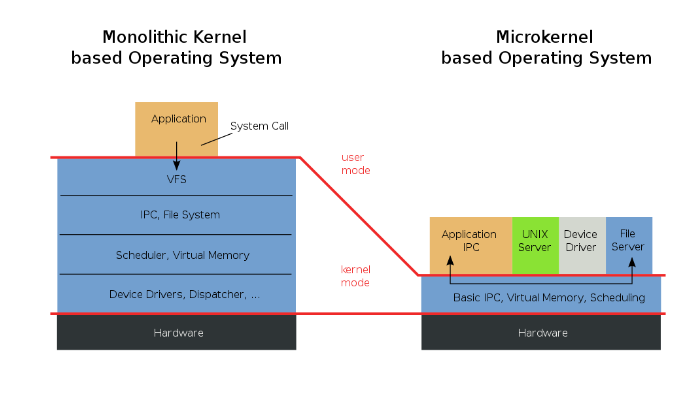 Monolithic Kernel
based Operating System
Microkernel
based Operating System
Application
System Call
user
mode
VFS
IPC, File System
Scheduler, Virtual Memory
kernel
mode
Device Drivers, Dispatcher, ...
Hardware
Application
IPC
UNIX
Server
Device
Driver
File
Server
Basic IPC, Virtual Memory, Scheduling
Hardware